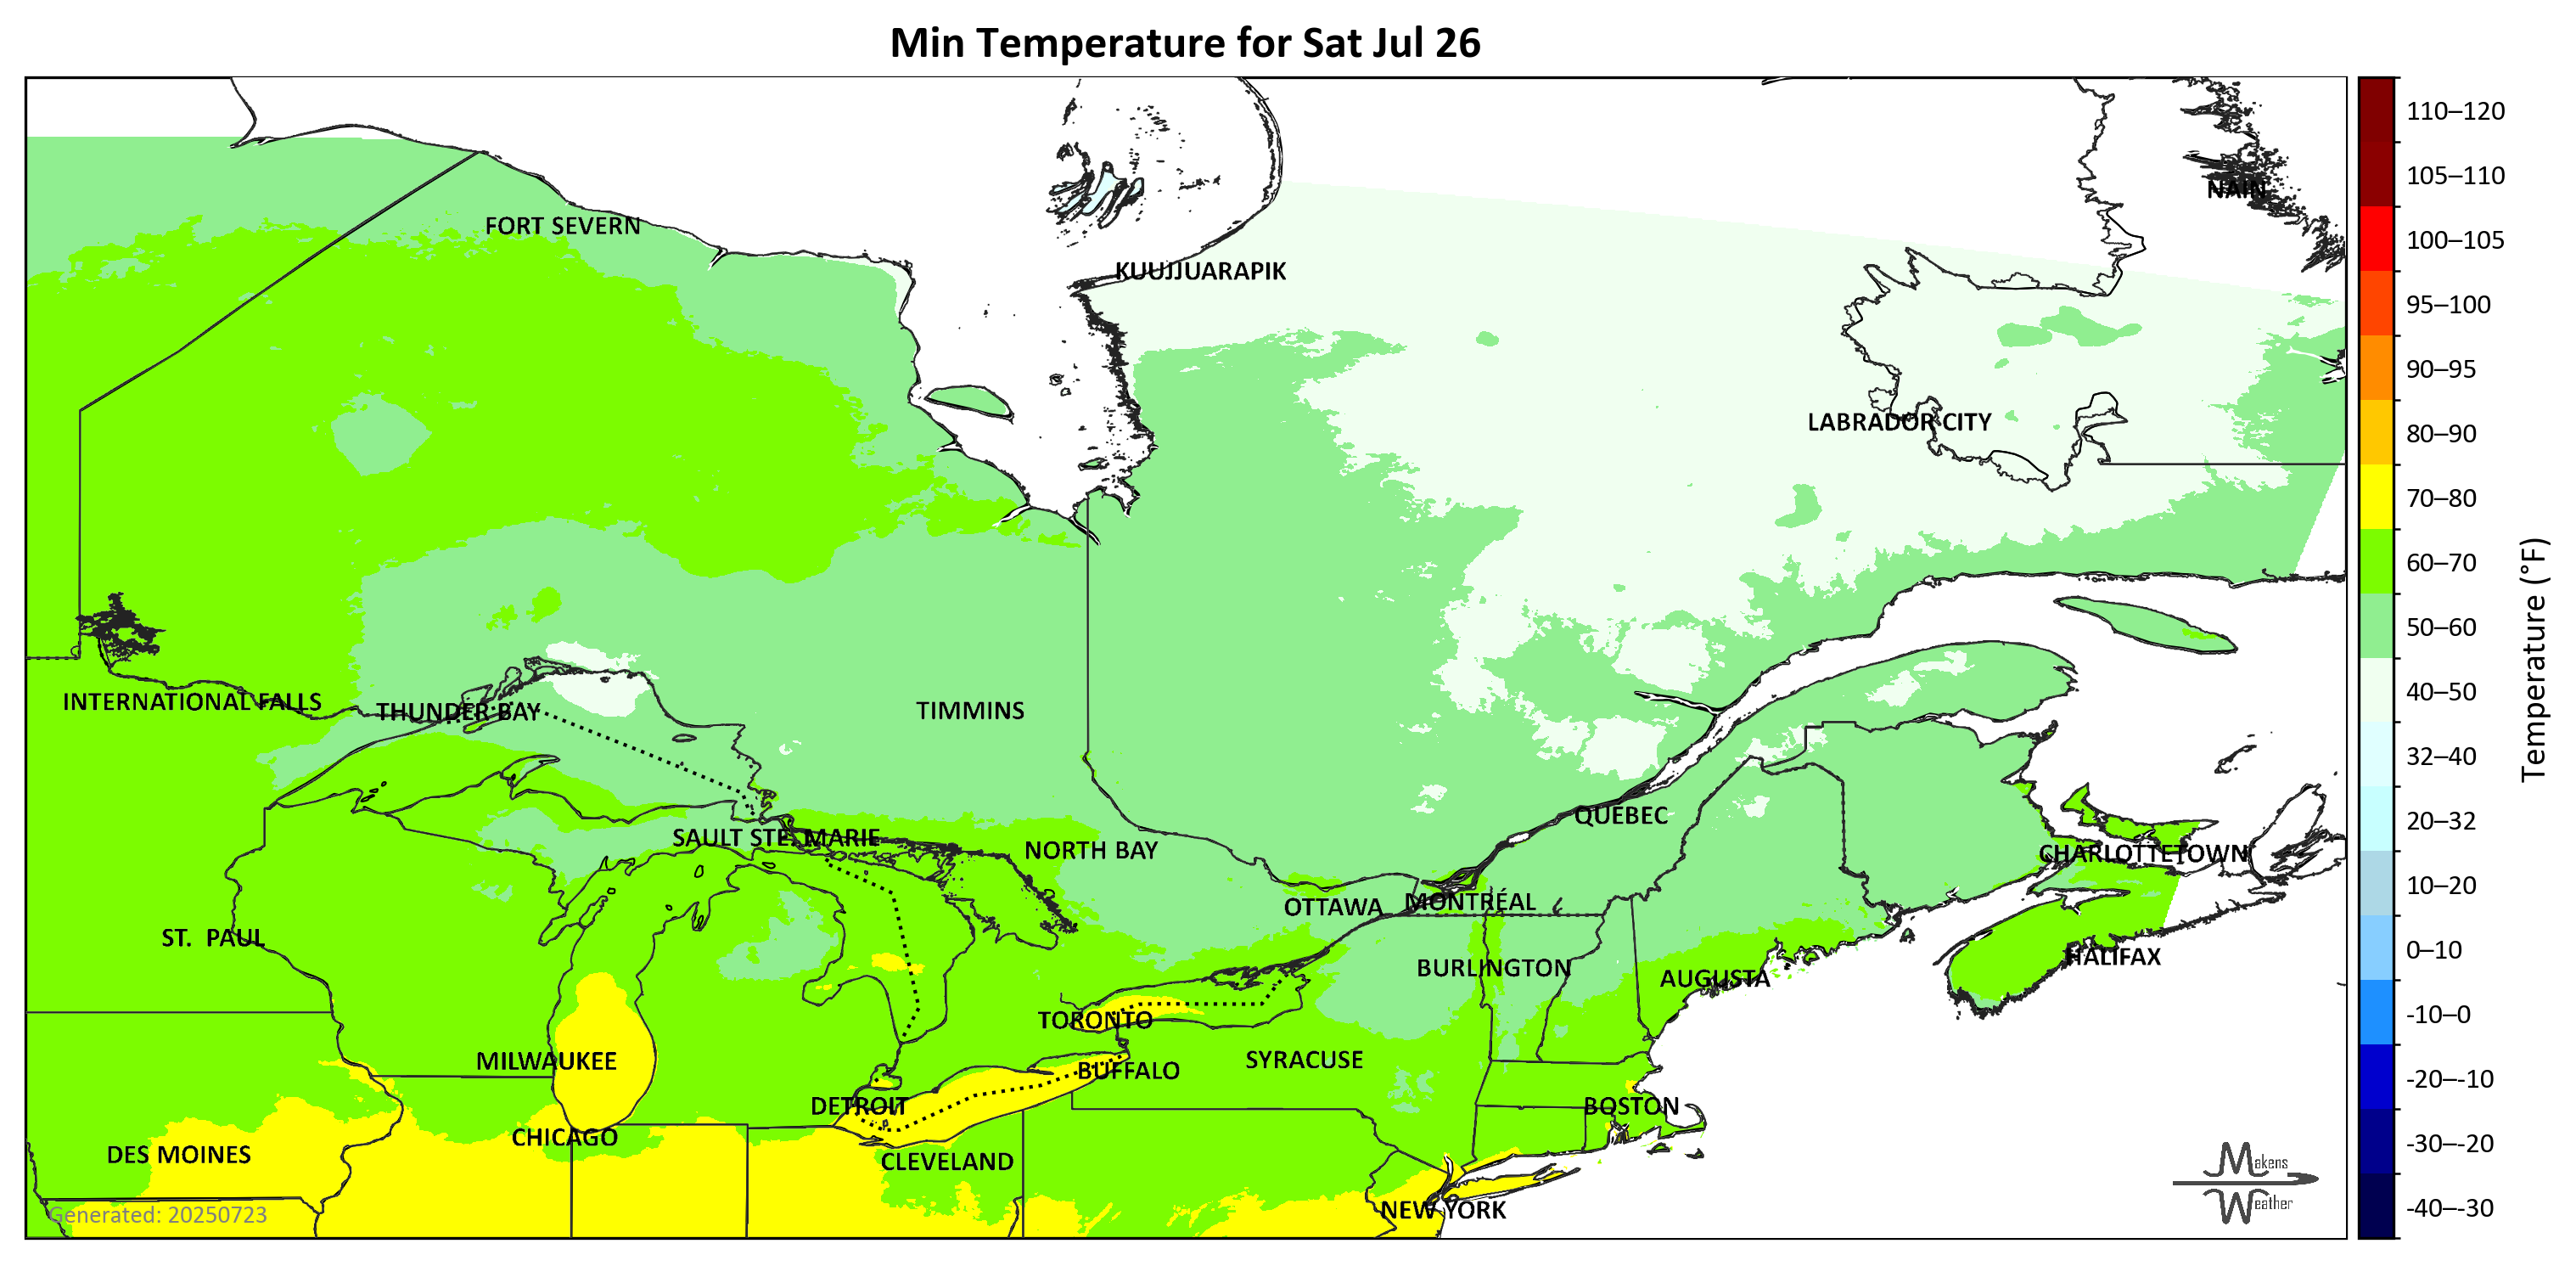 Min Temperature for Sat Jul 26
NAIN
FORT SEVERN
KUUJJUARAPIK
LABRADOR CITY
INTERNATIONAL FALLS
THUNDER BAY
TIMMINS
QUÉBEC
SAULT STE. MARIE
NORTH BAY
CHARLOTTETOWN
OTTAWA
MONTRÉAL
ST. PAUL
HALIFAX
BURLINGTON
AUGUSTA
TORONTO
MILWAUKEE
SYRACUSE
BUFFALO
DETROIT
BOSTON
CHICAGO
DES MOINES
CLEVELAND
NEW YORK
Generated: 20250723
Makens
Weather
110–120
105–110
100–105
95–100
90–95
80–90
70–80
60–70
50–60
40–50
32–40
20–32
10–20
0–10
-10–0
-20–-10
-30–-20
-40–-30
Temperature (°F)